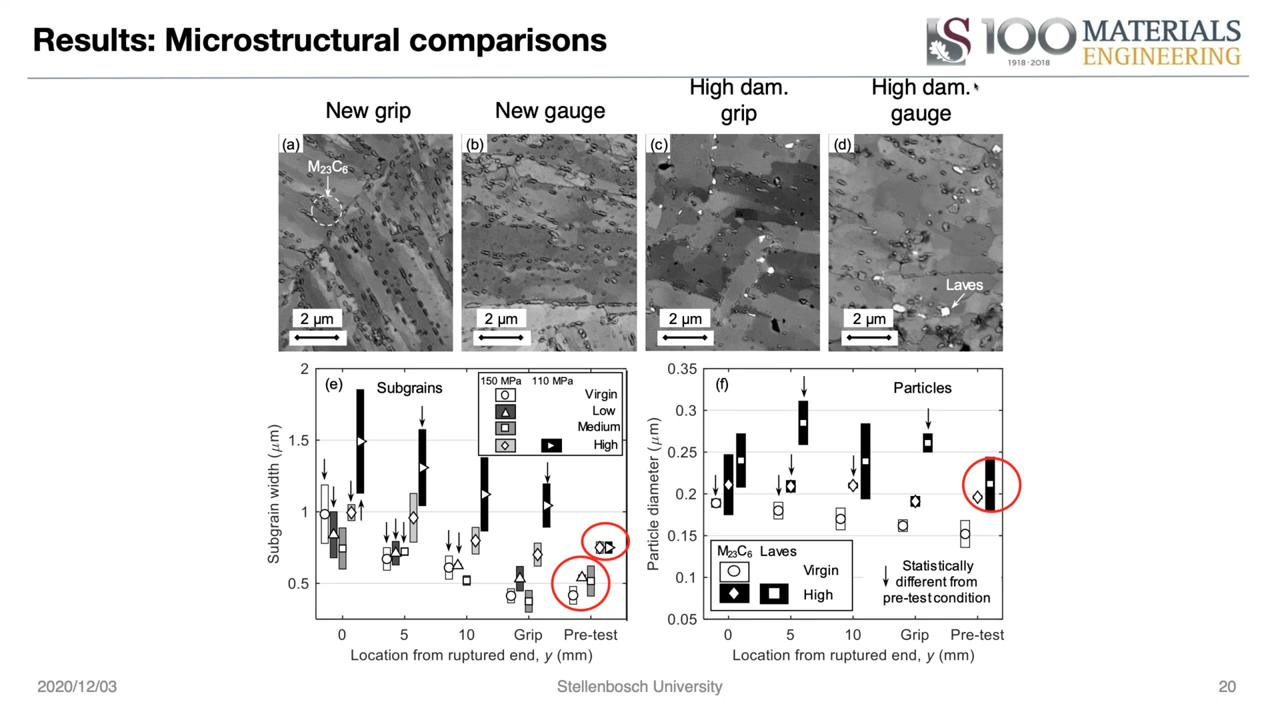 Results: Microstructural comparisons
S 100 MATERIALS
ENGINEERING
1918 · 2018
New grip
New gauge
High dam.
grip
High dam.
gauge
(a)
M23C6
2 μm
(b)
2 μm
(c)
2 μm
(d)
Laves
2 μm
(e)
Subgrains
150 MPa 110 MPa
Virgin
Low
Medium
High
Subgrain width (μm)
2
1.5
1
0.5
0 5 10 Grip Pre-test
Location from ruptured end, y (mm)
(f)
Particles
Particle diameter (μm)
0.35
0.3
0.25
0.2
0.15
0.1
0.05
M23C6 Laves
Virgin
High
Statistically
different from
pre-test condition
0 5 10 Grip Pre-test
Location from ruptured end, y (mm)
2020/12/03
Stellenbosch University
20